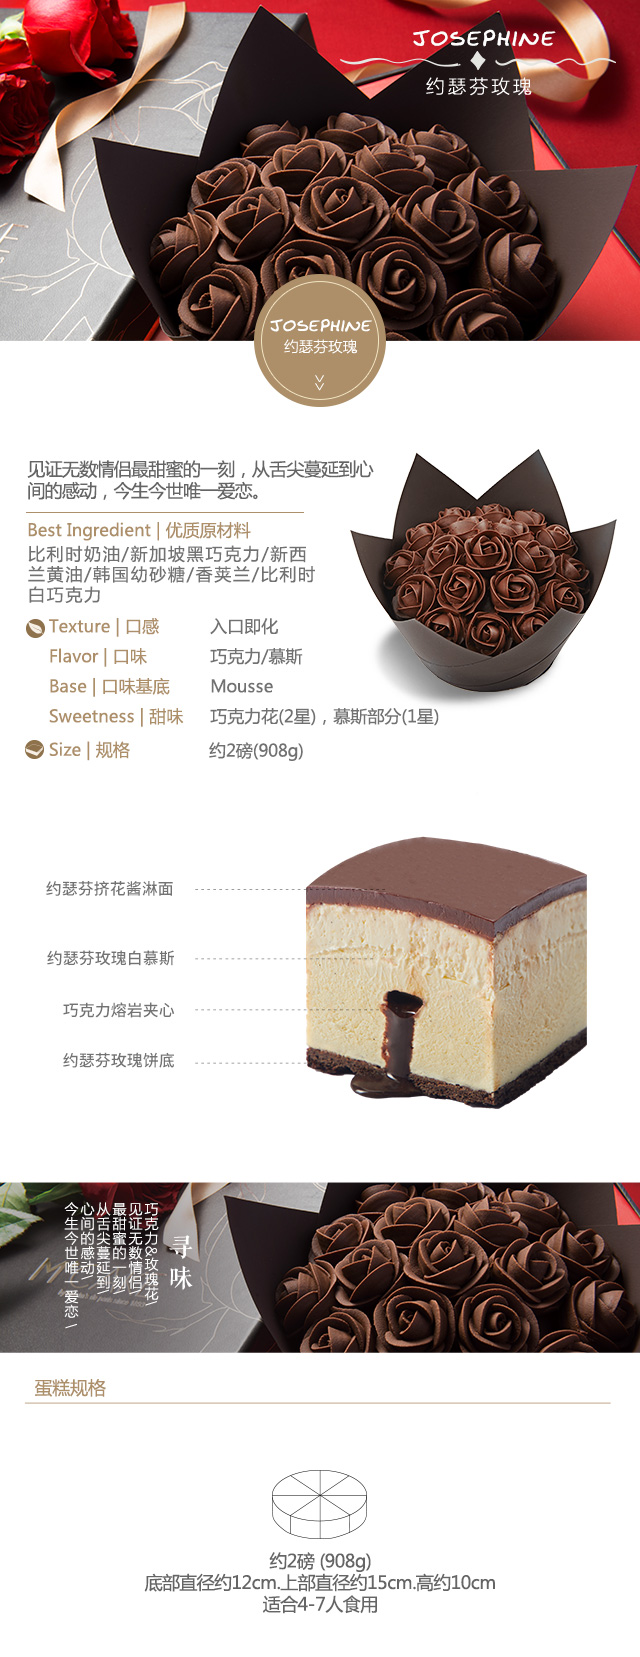 JOSEPHINE
约瑟芬玫瑰
JOSEPHINE
约瑟芬玫瑰
见证无数情侣最甜蜜的一刻，从舌尖蔓延到心
间的感动，今生今世唯一爱恋。
Best Ingredient | 优质原材料
比利时奶油/新加坡黑巧克力/新西
兰黄油/韩国幼砂糖/香荚兰/比利时
白巧克力
Texture | 口感 入口即化
Flavor | 口味 巧克力/慕斯
Base | 口味基底 Mousse
Sweetness | 甜味 巧克力花(2星)，慕斯部分(1星)
Size | 规格 约2磅(908g)
约瑟芬挤花酱淋面
约瑟芬玫瑰白慕斯
巧克力熔岩夹心
约瑟芬玫瑰饼底
寻味
巧克力&玫瑰花/
见证无数情侣/
最甜蜜的一刻/
从舌尖蔓延到/
心间的感动/
今生今世唯一爱恋/
蛋糕规格
约2磅 (908g)
底部直径约12cm.上部直径约15cm.高约10cm
适合4-7人食用